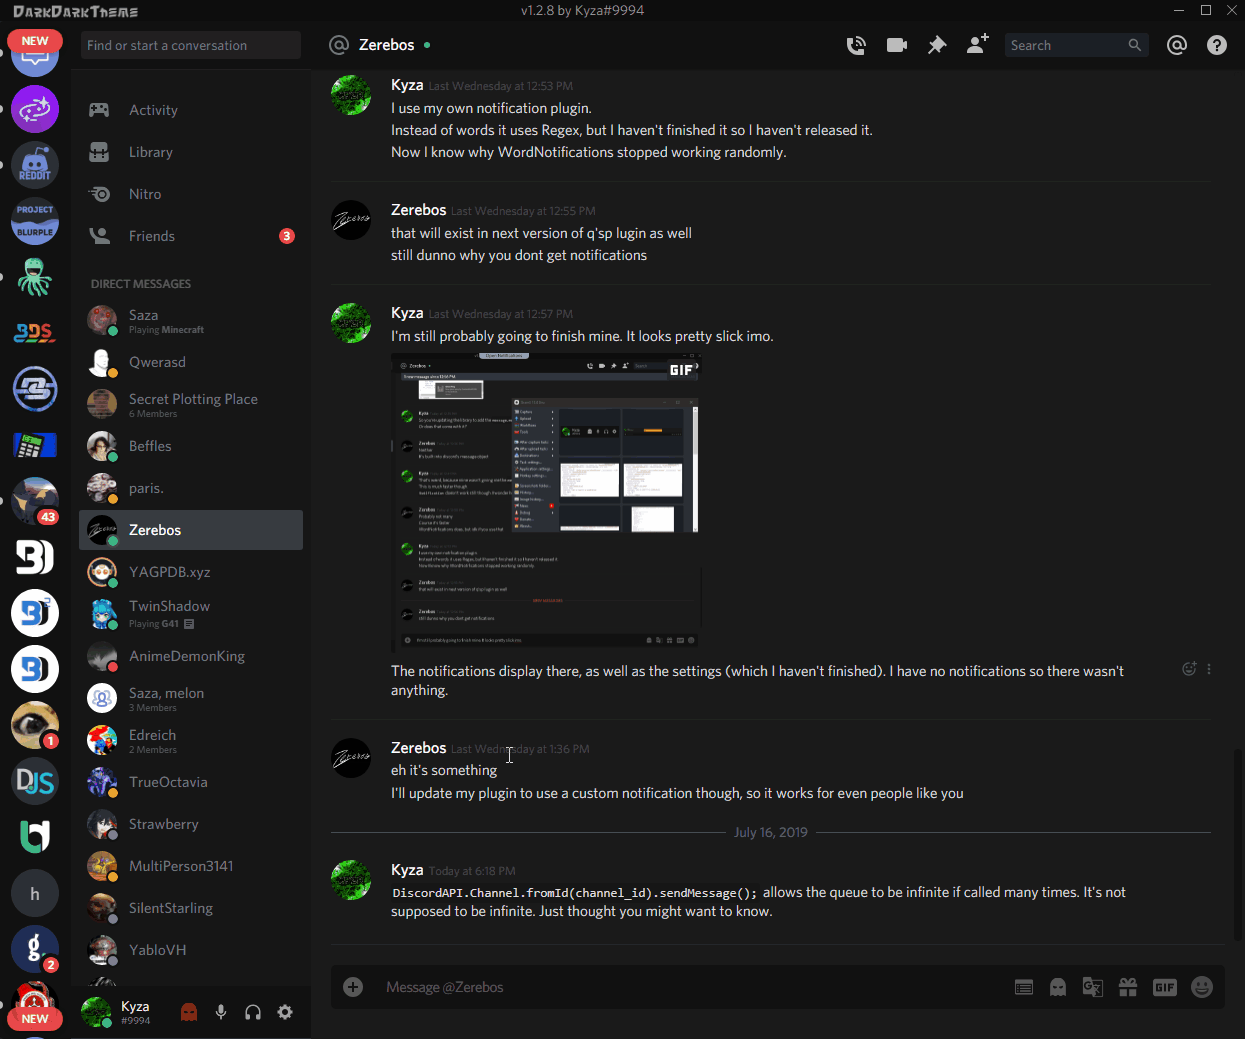 DARKDARKTHEME
v1.2.8 by Kyza#9994
NEW
Find or start a conversation
Zerebos
Search
REDDIT
PROJECT
BLURPLE
BDS
43
1
DJS
h
g.
2
NEW
Activity
Library
Nitro
Friends
3
DIRECT MESSAGES
Saza
Playing Minecraft
Qwerasd
Secret Plotting Place
6 Members
Beffles
paris.
Zerebos
YAGPDB.xyz
TwinShadow
Playing G41
AnimeDemonKing
Saza, melon
3 Members
Edreich
2 Members
TrueOctavia
Strawberry
MultiPerson3141
SilentStarling
YabloVH
Kyza
#9994
Kyza Last Wednesday at 12:53 PM
I use my own notification plugin.
Instead of words it uses Regex, but I haven't finished it so I haven't released it.
Now I know why WordNotifications stopped working randomly.
Zerebos Last Wednesday at 12:55 PM
that will exist in next version of q'sp lugin as well
still dunno why you dont get notifications
Kyza Last Wednesday at 12:57 PM
I'm still probably going to finish mine. It looks pretty slick imo.
GIF
The notifications display there, as well as the settings (which I haven't finished). I have no notifications so there wasn't
anything.
Zerebos Last Wednesday at 1:36 PM
eh it's something
I'll update my plugin to use a custom notification though, so it works for even people like you
July 16, 2019
Kyza Today at 6:18 PM
DiscordAPI.Channel.fromId(channel_id).sendMessage(); allows the queue to be infinite if called many times. It's not
supposed to be infinite. Just thought you might want to know.
Message @Zerebos
GIF